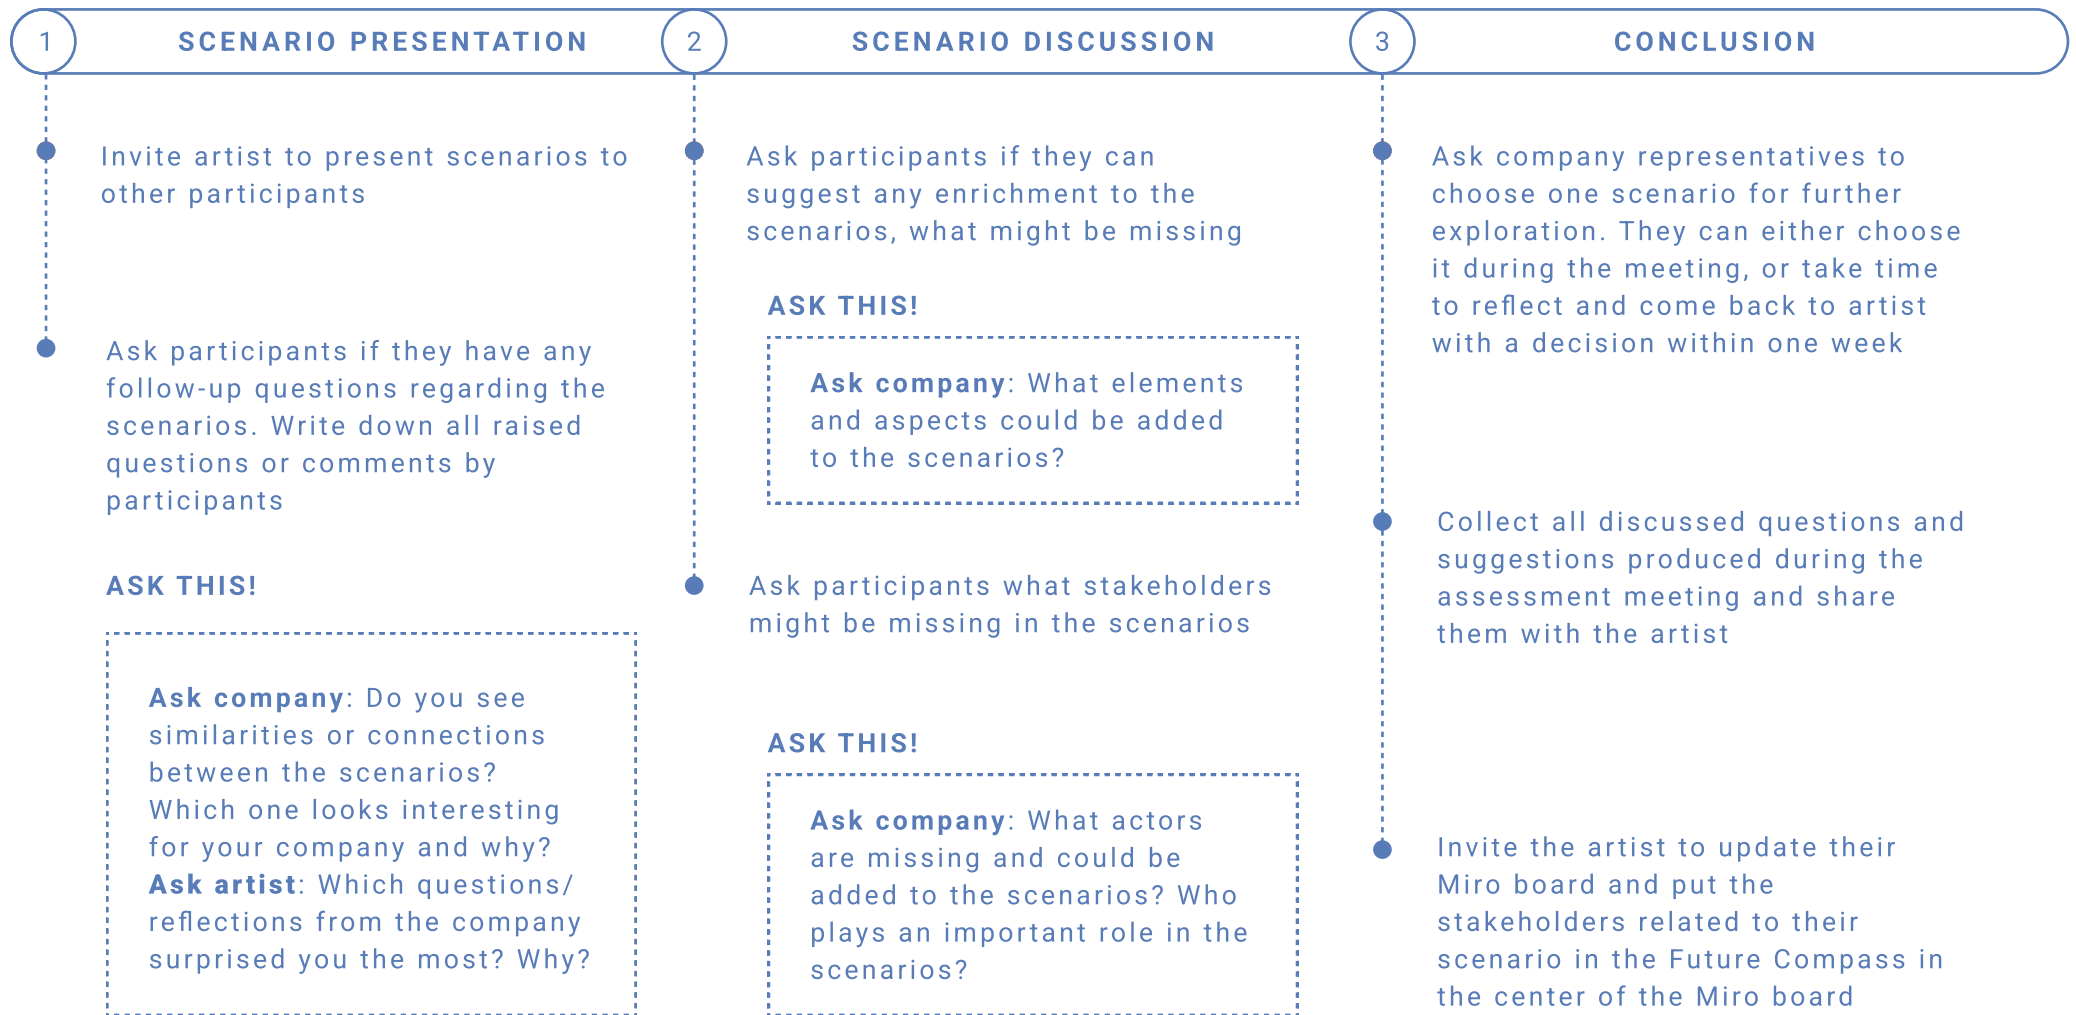 1
SCENARIO PRESENTATION
Invite artist to present scenarios to
other participants
Ask participants if they have any
follow-up questions regarding the
scenarios. Write down all raised
questions or comments by
participants
ASK THIS!
Ask company: Do you see
similarities or connections
between the scenarios?
Which one looks interesting
for your company and why?
Ask artist: Which questions/
reflections from the company
surprised you the most? Why?
2
SCENARIO DISCUSSION
Ask participants if they can
suggest any enrichment to the
scenarios, what might be missing
ASK THIS!
Ask company: What elements
and aspects could be added
to the scenarios?
Ask participants what stakeholders
might be missing in the scenarios
ASK THIS!
Ask company: What actors
are missing and could be
added to the scenarios? Who
plays an important role in the
scenarios?
3
CONCLUSION
Ask company representatives to
choose one scenario for further
exploration. They can either choose
it during the meeting, or take time
to reflect and come back to artist
with a decision within one week
Collect all discussed questions and
suggestions produced during the
assessment meeting and share
them with the artist
Invite the artist to update their
Miro board and put the
stakeholders related to their
scenario in the Future Compass in
the center of the Miro board